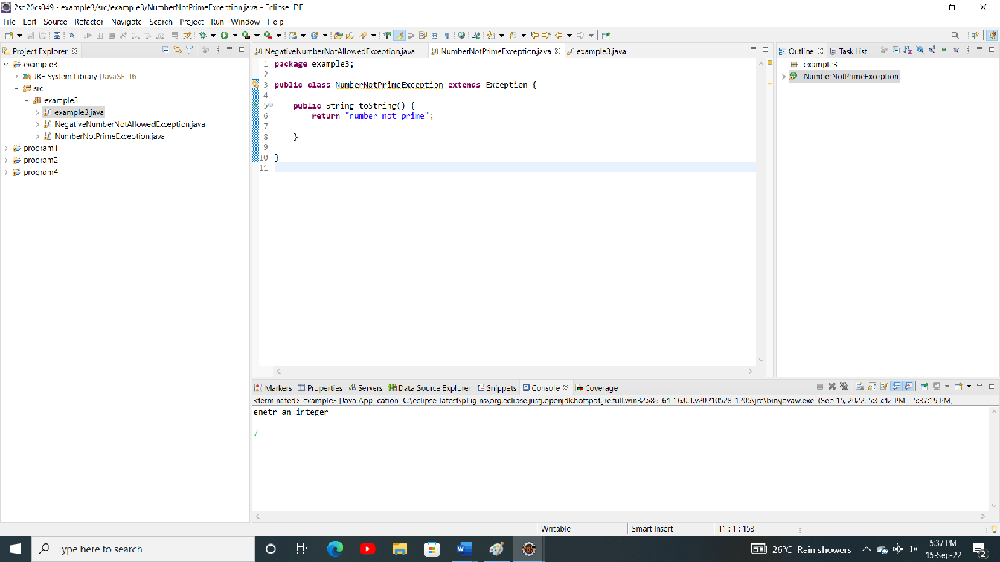 2sd20cs049 - example3/src/example3/NumberNotPrimeException.java - Eclipse IDE
File Edit Source Refactor Navigate Search Project Run Window Help
Project Explorer
example3
JRE System Library [JavaSE-16]
src
example3
example3.java
NegativeNumberNotAllowedException.java
NumberNotPrimeException.java
program1
program2
program4
NegativeNumberNotAllowedException.java NumberNotPrimeException.java example3.java
1 package example3;
2
3 public class NumberNotPrimeException extends Exception {
4
5 public String toString() {
6 return "number not prime";
7
8 }
9
10 }
11
Outline Task List
example3
NumberNotPrimeException
Markers Properties Servers Data Source Explorer Snippets Console Coverage
<terminated> example3 [Java Application] C:\eclipse-latest\plugins\org.eclipse.justj.openjdk.hotspot.jre.full.win32.x86_64_16.0.1.v20210528-1205\jre\bin\javaw.exe (Sep 15, 2022, 5:35:42 PM – 5:37:19 PM)
enetr an integer
7
Writable Smart Insert 11 : 1 : 153
Type here to search
26°C Rain showers
5:37 PM
15-Sep-22
2